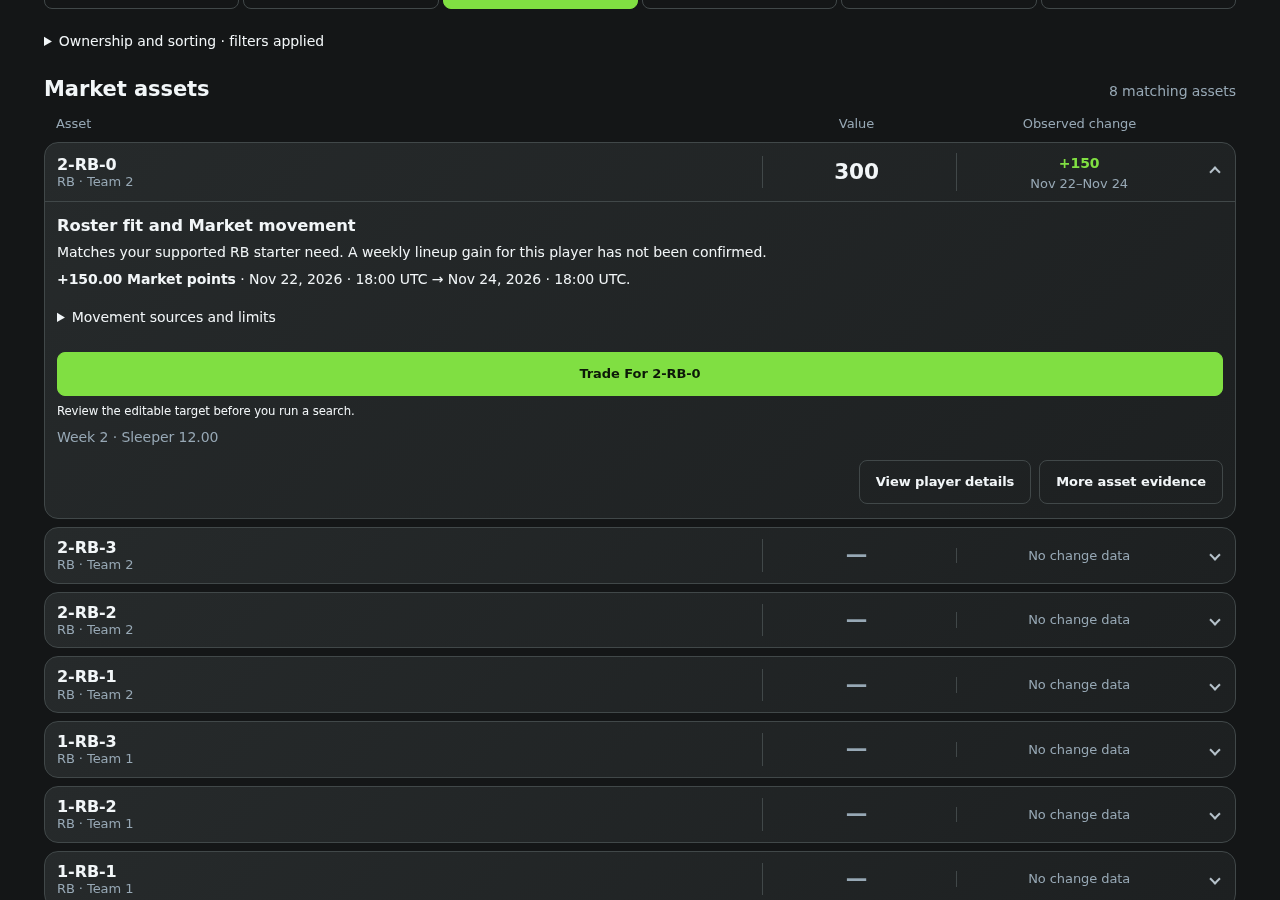 Ownership and sorting · filters applied
Market assets
8 matching assets
Asset Value Observed change
2-RB-0
RB · Team 2
300
+150
Nov 22–Nov 24
Roster fit and Market movement
Matches your supported RB starter need. A weekly lineup gain for this player has not been confirmed.
+150.00 Market points · Nov 22, 2026 · 18:00 UTC → Nov 24, 2026 · 18:00 UTC.
Movement sources and limits
Trade For 2-RB-0
Review the editable target before you run a search.
Week 2 · Sleeper 12.00
View player details
More asset evidence
2-RB-3
RB · Team 2
—
No change data
2-RB-2
RB · Team 2
—
No change data
2-RB-1
RB · Team 2
—
No change data
1-RB-3
RB · Team 1
—
No change data
1-RB-2
RB · Team 1
—
No change data
1-RB-1
RB · Team 1
—
No change data